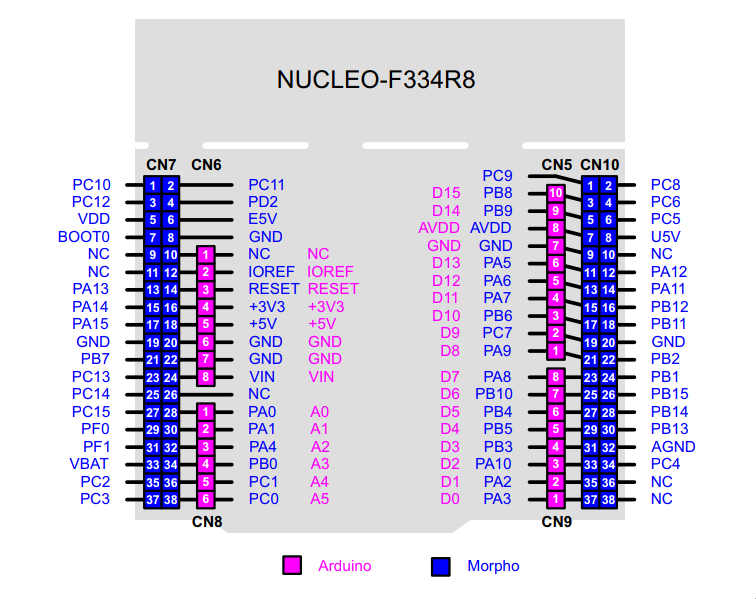 NUCLEO-F334R8
CN7 CN6 CN5 CN10
PC9
PC10 1 2 PC11 D15 PB8 10 1 2 PC8
PC12 3 4 PD2 D14 PB9 9 3 4 PC6
VDD 5 6 E5V AVDD AVDD 8 5 6 PC5
BOOT0 7 8 GND GND GND 7 7 8 U5V
NC 9 10 1 NC NC D13 PA5 6 9 10 NC
NC 11 12 2 IOREF IOREF D12 PA6 5 11 12 PA12
PA13 13 14 3 RESET RESET D11 PA7 4 13 14 PA11
PA14 15 16 4 +3V3 +3V3 D10 PB6 3 15 16 PB12
PA15 17 18 5 +5V +5V D9 PC7 2 17 18 PB11
GND 19 20 6 GND GND D8 PA9 1 19 20 GND
PB7 21 22 7 GND GND 21 22 PB2
PC13 23 24 8 VIN VIN D7 PA8 8 23 24 PB1
PC14 25 26 NC D6 PB10 7 25 26 PB15
PC15 27 28 1 PA0 A0 D5 PB4 6 27 28 PB14
PF0 29 30 2 PA1 A1 D4 PB5 5 29 30 PB13
PF1 31 32 3 PA4 A2 D3 PB3 4 31 32 AGND
VBAT 33 34 4 PB0 A3 D2 PA10 3 33 34 PC4
PC2 35 36 5 PC1 A4 D1 PA2 2 35 36 NC
PC3 37 38 6 PC0 A5 D0 PA3 1 37 38 NC
CN8 CN9
Arduino Morpho